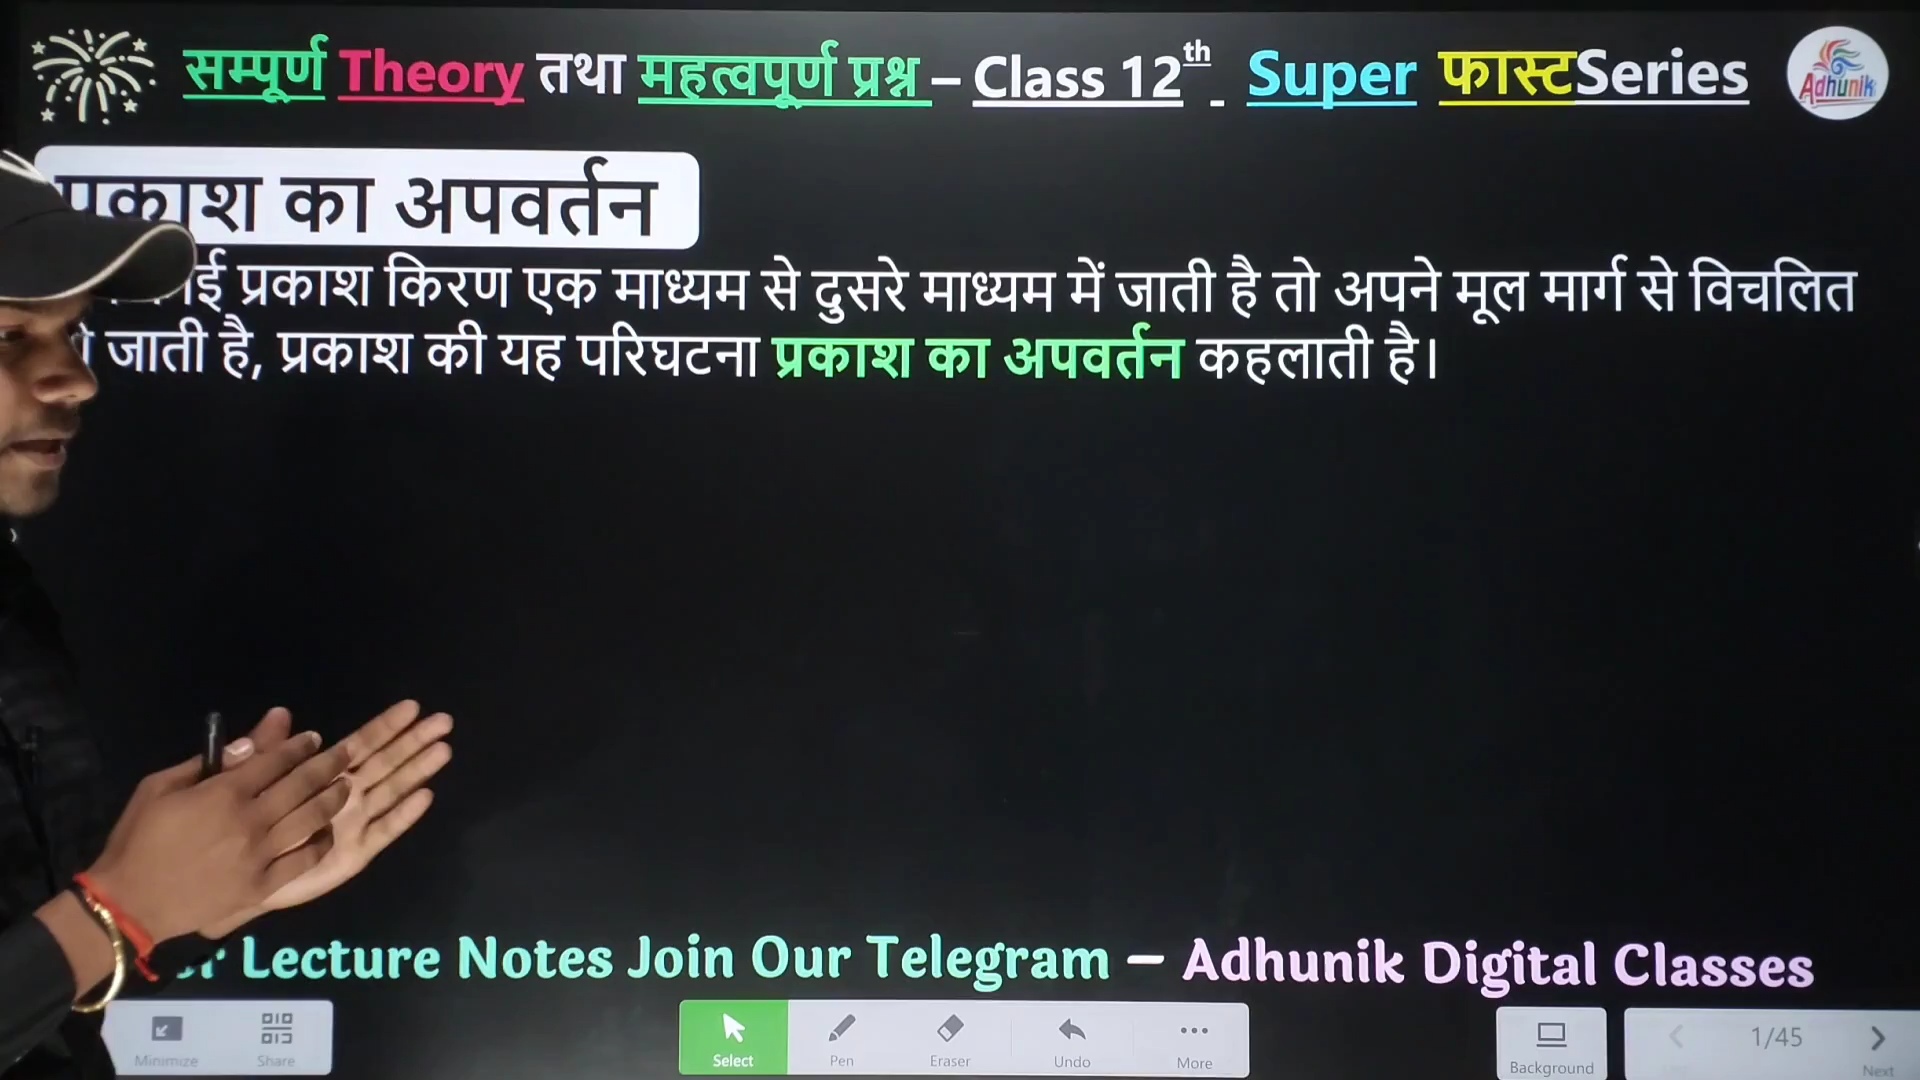 सम्पूर्ण Theory तथा महत्वपूर्ण प्रश्न – Class 12th - Super फास्टSeries
Adhunik
प्रकाश का अपवर्तन
प्रकाश किरण एक माध्यम से दुसरे माध्यम में जाती है तो अपने मूल मार्ग से विचलित
जाती है, प्रकाश की यह परिघटना प्रकाश का अपवर्तन कहलाती है।
Lecture Notes Join Our Telegram – Adhunik Digital Classes
Minimize Share Select Pen Eraser Undo More Background 1/45 Next